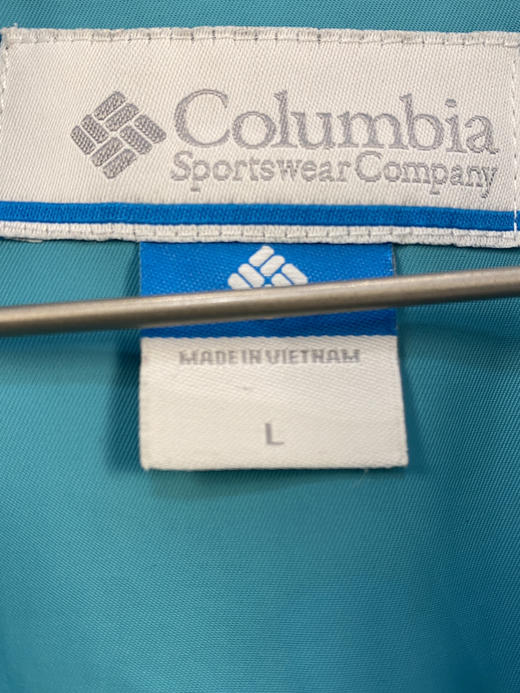 Columbia
Sportswear Company
MADE IN VIETNAM
L